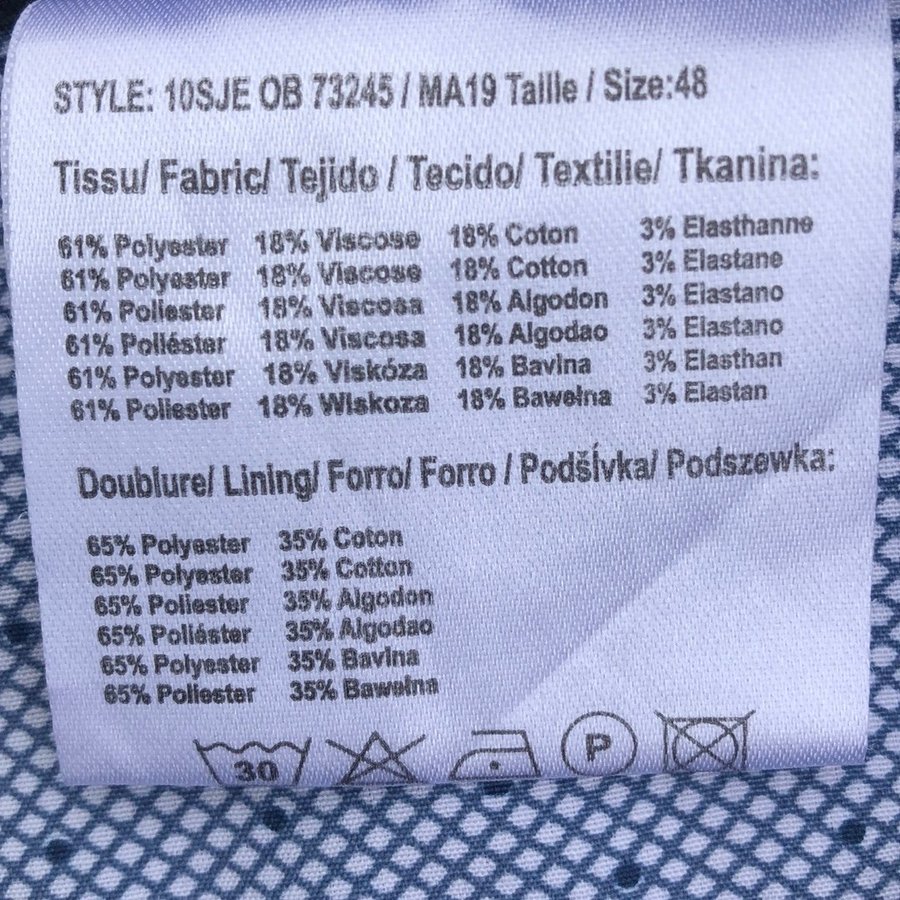 STYLE: 10SJE OB 73245 / MA19 Taille / Size:48
Tissu/ Fabric/ Tejido / Tecido/ Textilie/ Tkanina:
61% Polyester 18% Viscose 18% Coton 3% Elasthanne
61% Polyester 18% Viscose 18% Cotton 3% Elastane
61% Poliester 18% Viscosa 18% Algodon 3% Elastano
61% Poliéster 18% Viscosa 18% Algodao 3% Elastano
61% Polyester 18% Viskóza 18% Bavlna 3% Elasthan
61% Poliester 18% Wiskoza 18% Bawełna 3% Elastan
Doublure/ Lining/ Forro/ Forro / Podšívka/ Podszewka:
65% Polyester 35% Coton
65% Polyester 35% Cotton
65% Poliester 35% Algodon
65% Poliéster 35% Algodao
65% Polyester 35% Bavlna
65% Poliester 35% Bawełna
30 P